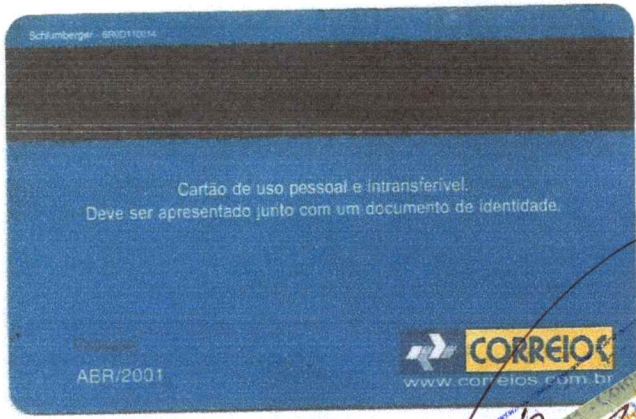 Schlumberger
Cartão de uso pessoal e intransferível.
Deve ser apresentado junto com um documento de identidade.
ABR/2001
CORREIOS
www.correios.com.br